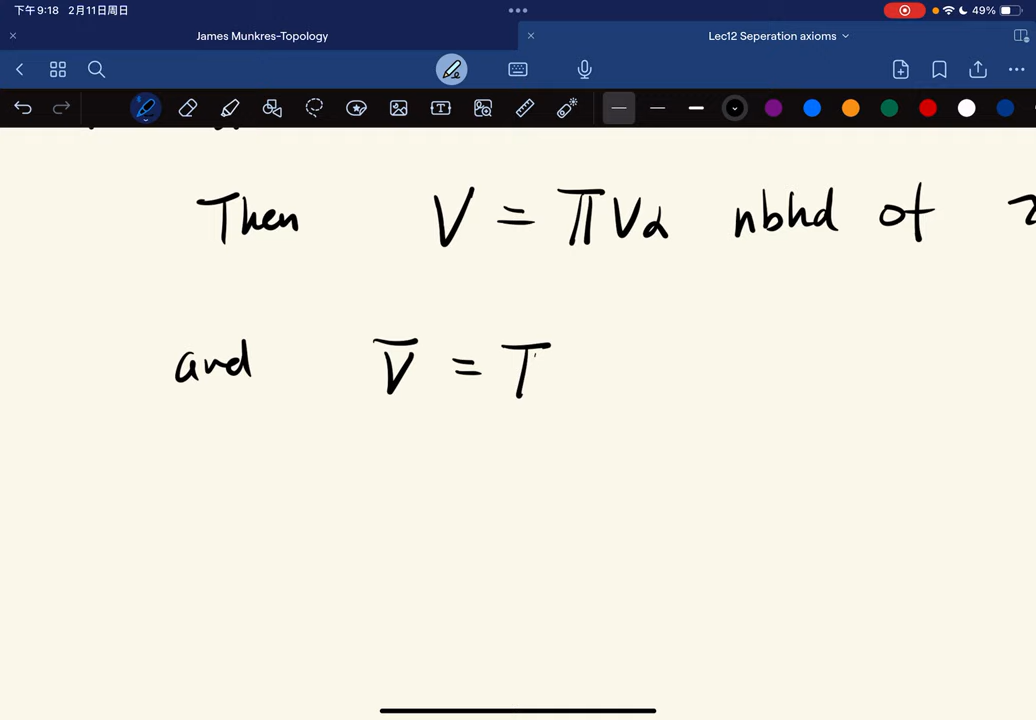 下午9:18 2月11日周日
49%
James Munkres-Topology
Lec12 Seperation axioms
Then V = ΠVα nbhd of
and V̅ = T